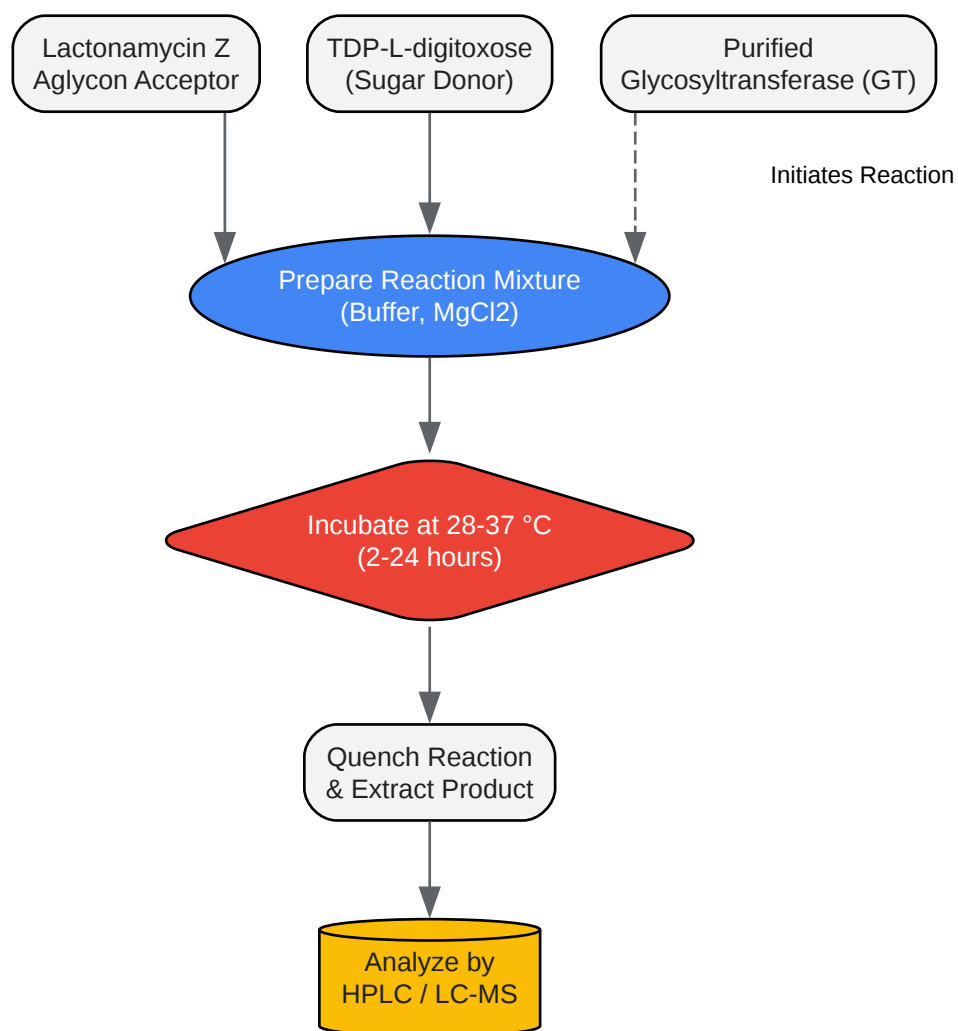 Lactonamycin Z
Aglycon Acceptor
TDP-L-digitoxose
(Sugar Donor)
Purified
Glycosyltransferase (GT)
Initiates Reaction
Prepare Reaction Mixture
(Buffer, MgCl2)
Incubate at 28-37 °C
(2-24 hours)
Quench Reaction
& Extract Product
Analyze by
HPLC / LC-MS